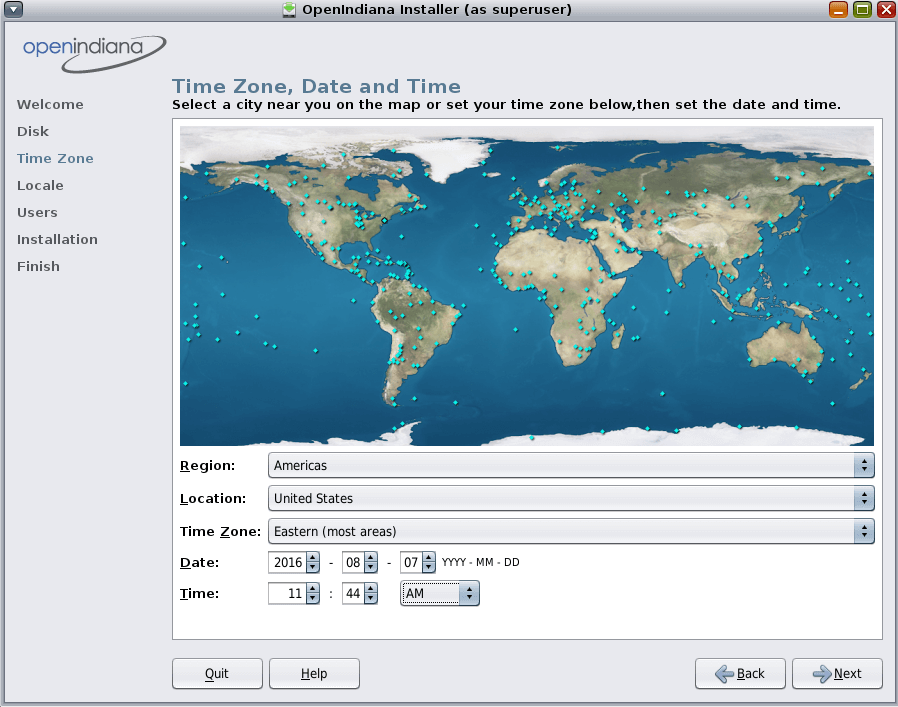 OpenIndiana Installer (as superuser)
openindiana
Time Zone, Date and Time
Select a city near you on the map or set your time zone below,then set the date and time.
Welcome
Disk
Time Zone
Locale
Users
Installation
Finish
Region: Americas
Location: United States
Time Zone: Eastern (most areas)
Date: 2016 - 08 - 07 YYYY - MM - DD
Time: 11 : 44 AM
Quit Help Back Next